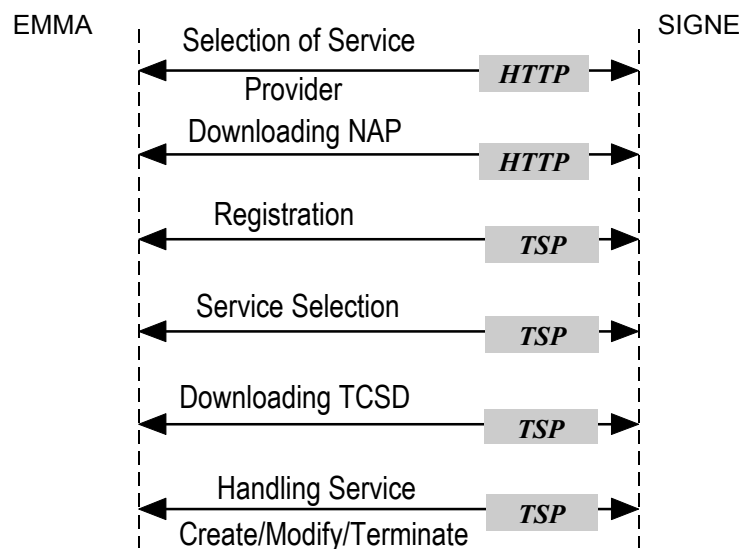 EMMA
SIGNE
Selection of Service
HTTP
Provider
Downloading NAP
HTTP
Registration
TSP
Service Selection
TSP
Downloading TCSD
TSP
Handling Service
TSP
Create/Modify/Terminate